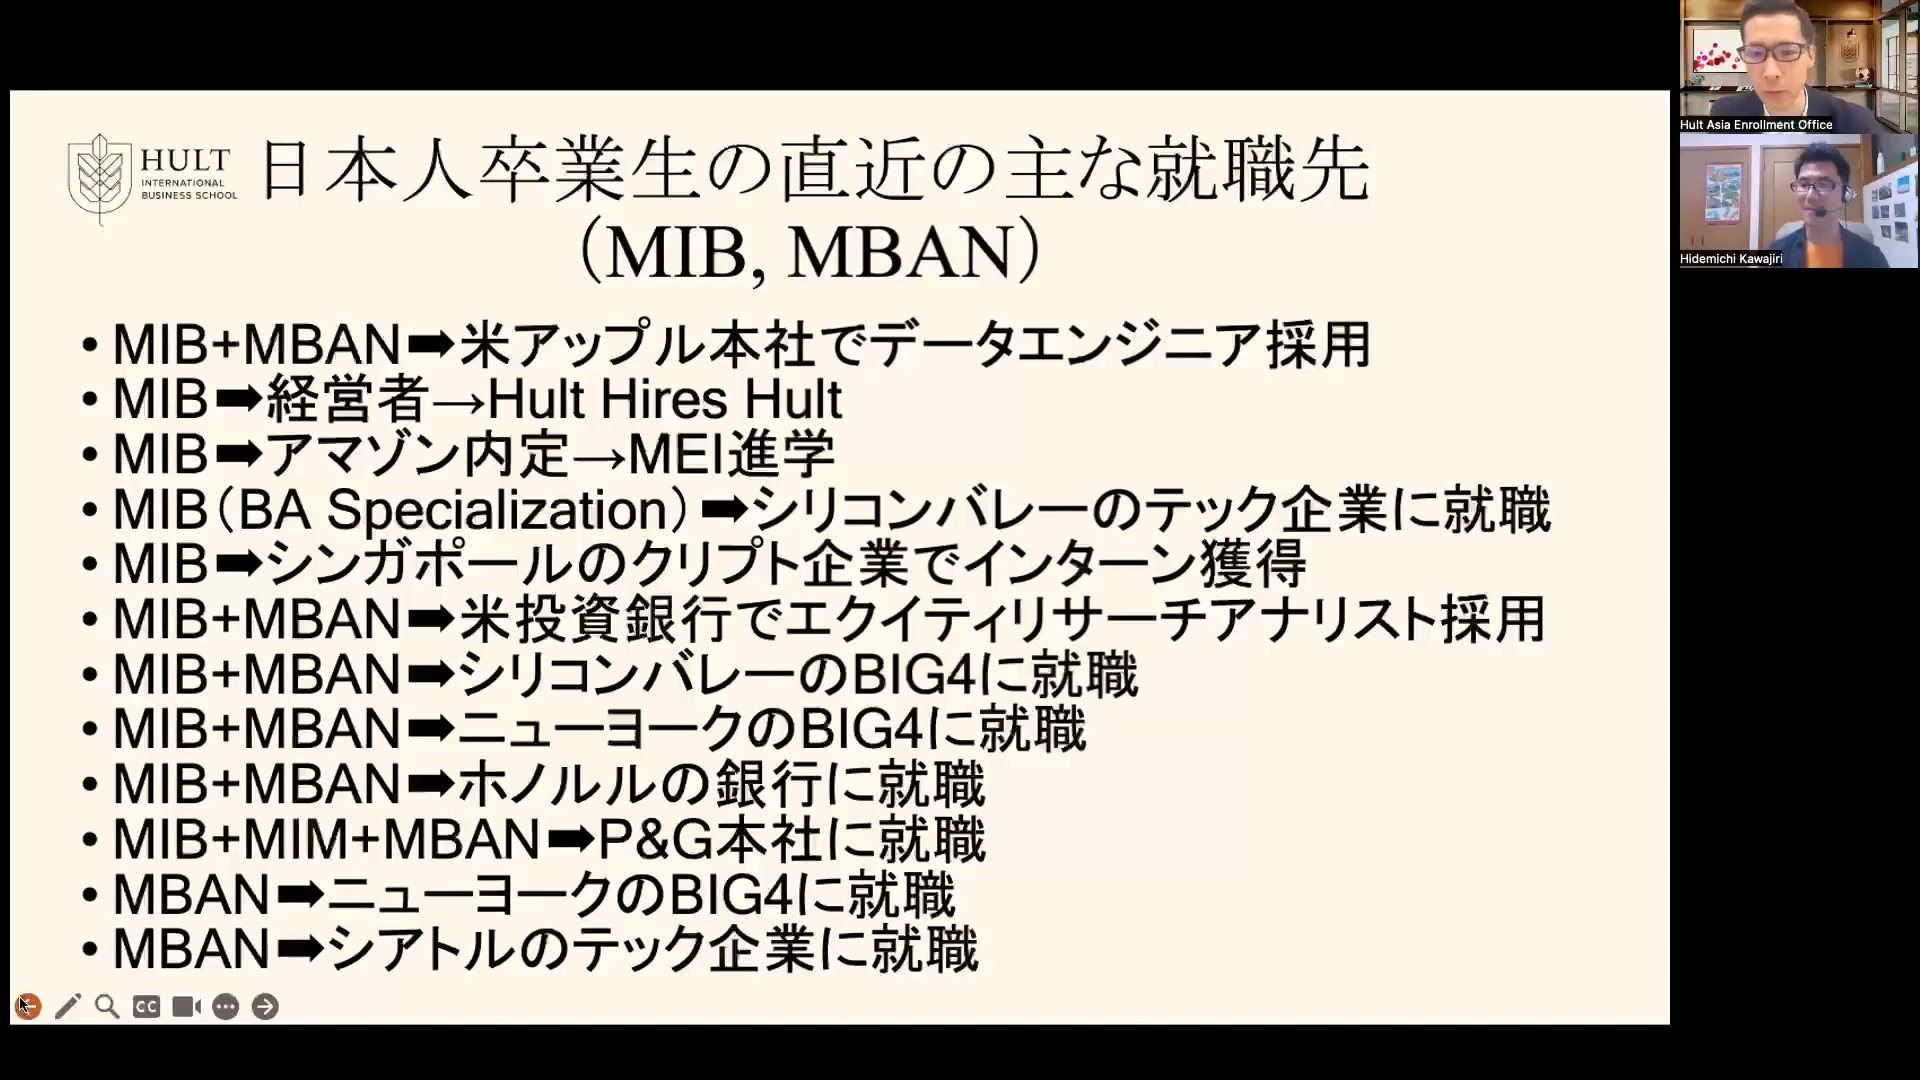 HULT
INTERNATIONAL
BUSINESS SCHOOL
日本人卒業生の直近の主な就職先
（MIB, MBAN）
• MIB+MBAN➡米アップル本社でデータエンジニア採用
• MIB➡経営者→Hult Hires Hult
• MIB➡アマゾン内定→MEI進学
• MIB（BA Specialization）➡シリコンバレーのテック企業に就職
• MIB➡シンガポールのクリプト企業でインターン獲得
• MIB+MBAN➡米投資銀行でエクイティリサーチアナリスト採用
• MIB+MBAN➡シリコンバレーのBIG4に就職
• MIB+MBAN➡ニューヨークのBIG4に就職
• MIB+MBAN➡ホノルルの銀行に就職
• MIB+MIM+MBAN➡P&G本社に就職
• MBAN➡ニューヨークのBIG4に就職
• MBAN➡シアトルのテック企業に就職
CC
Hult Asia Enrollment Office
Hidemichi Kawajiri